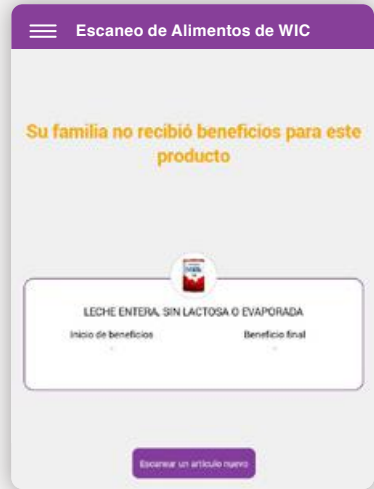 Escaneo de Alimentos de WIC
Su familia no recibió beneficios para este
producto
LECHE ENTERA, SIN LACTOSA O EVAPORADA
Inicio de beneficios
Beneficio final
-
-
Escanear un artículo nuevo